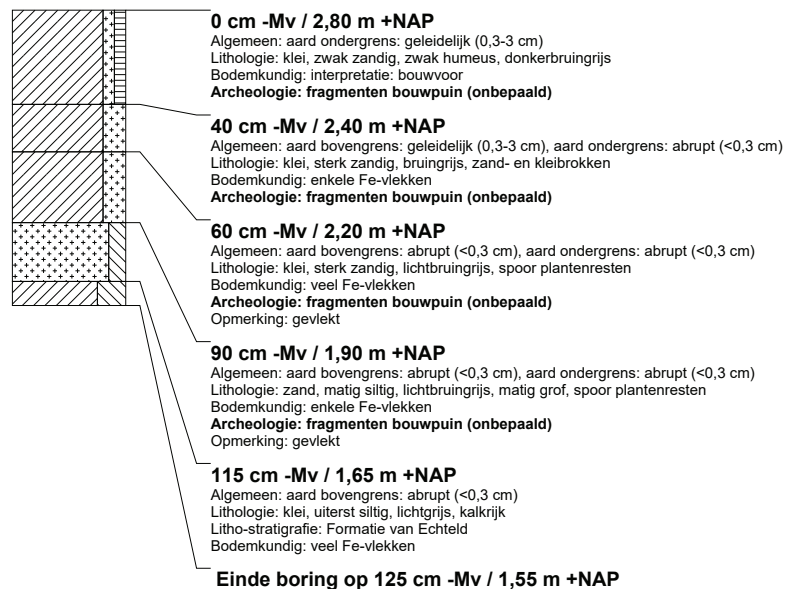 0 cm -Mv / 2,80 m +NAP
Algemeen: aard ondergrens: geleidelijk (0,3-3 cm)
Lithologie: klei, zwak zandig, zwak humeus, donkerbruingrijs
Bodemkundig: interpretatie: bouwvoor
Archeologie: fragmenten bouwpuin (onbepaald)
40 cm -Mv / 2,40 m +NAP
Algemeen: aard bovengrens: geleidelijk (0,3-3 cm), aard ondergrens: abrupt (<0,3 cm)
Lithologie: klei, sterk zandig, bruingrijs, zand- en kleibrokken
Bodemkundig: enkele Fe-vlekken
Archeologie: fragmenten bouwpuin (onbepaald)
60 cm -Mv / 2,20 m +NAP
Algemeen: aard bovengrens: abrupt (<0,3 cm), aard ondergrens: abrupt (<0,3 cm)
Lithologie: klei, sterk zandig, lichtbruingrijs, spoor plantenresten
Bodemkundig: veel Fe-vlekken
Archeologie: fragmenten bouwpuin (onbepaald)
Opmerking: gevlekt
90 cm -Mv / 1,90 m +NAP
Algemeen: aard bovengrens: abrupt (<0,3 cm), aard ondergrens: abrupt (<0,3 cm)
Lithologie: zand, matig siltig, lichtbruingrijs, matig grof, spoor plantenresten
Bodemkundig: enkele Fe-vlekken
Archeologie: fragmenten bouwpuin (onbepaald)
Opmerking: gevlekt
115 cm -Mv / 1,65 m +NAP
Algemeen: aard bovengrens: abrupt (<0,3 cm)
Lithologie: klei, uiterst siltig, lichtgrijs, kalkrijk
Litho-stratigrafie: Formatie van Echteld
Bodemkundig: veel Fe-vlekken
Einde boring op 125 cm -Mv / 1,55 m +NAP